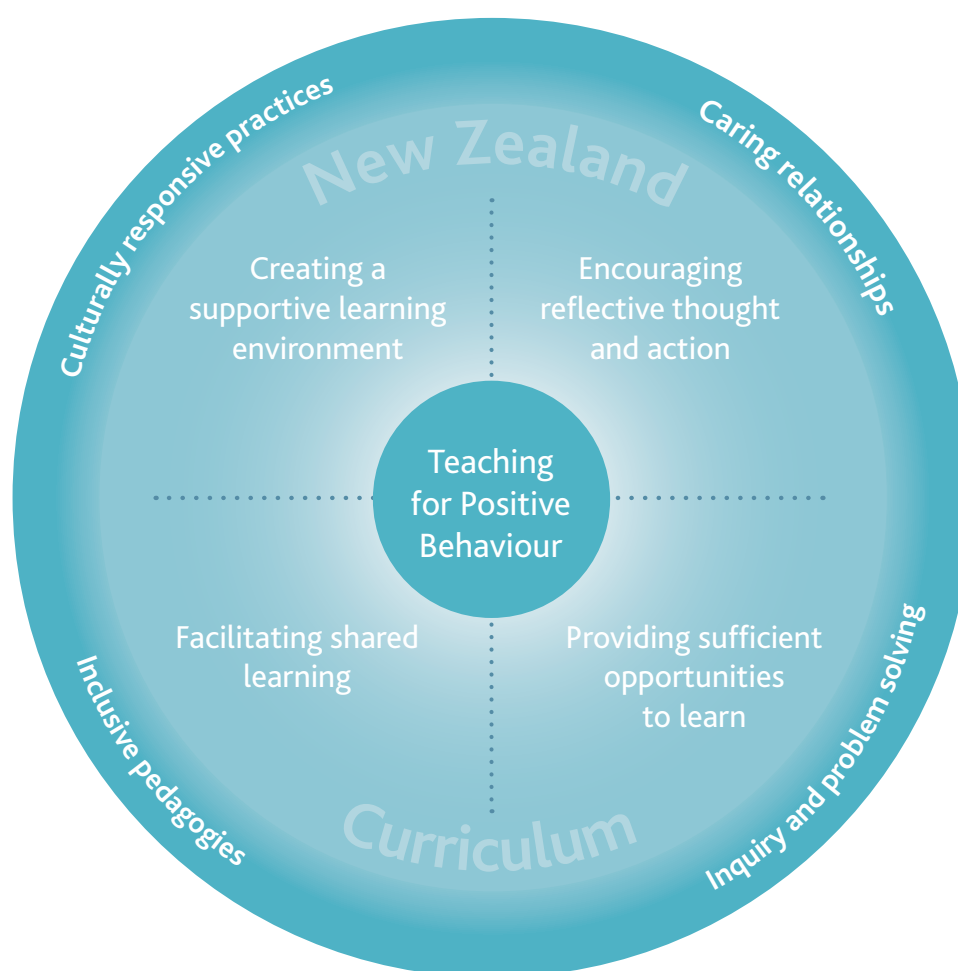 Culturally responsive practices
Caring relationships
New Zealand
Creating a
supportive learning
environment
Encouraging
reflective thought
and action
Teaching
for Positive
Behaviour
Facilitating shared
learning
Providing sufficient
opportunities
to learn
Curriculum
Inclusive pedagogies
Inquiry and problem solving